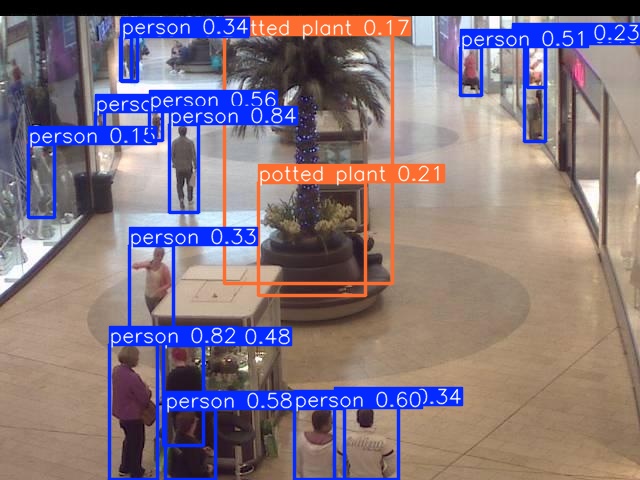 person 0.34
tted plant 0.17
0.23
person 0.51
perso
person 0.56
person 0.84
person 0.15
potted plant 0.21
person 0.33
person 0.82
0.48
person 0.58
person 0.60
0.34